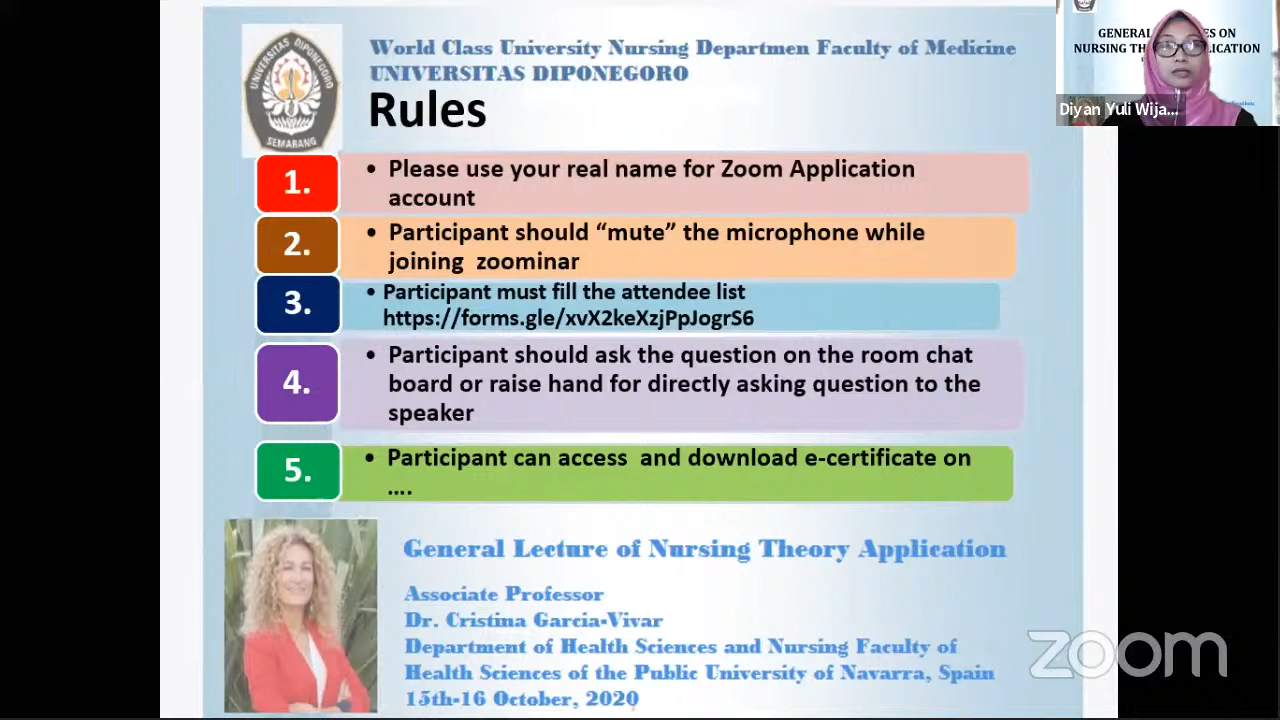 World Class University Nursing Departmen Faculty of Medicine
UNIVERSITAS DIPONEGORO
Rules
UNIVERSITAS DIPONEGORO
SEMARANG
1.
• Please use your real name for Zoom Application
account
2.
• Participant should “mute” the microphone while
joining zoominar
3.
• Participant must fill the attendee list
https://forms.gle/xvX2keXzjPpJogrS6
4.
• Participant should ask the question on the room chat
board or raise hand for directly asking question to the
speaker
5.
• Participant can access and download e-certificate on
....
General Lecture of Nursing Theory Application
Associate Professor
Dr. Cristina Garcia-Vivar
Department of Health Sciences and Nursing Faculty of
Health Sciences of the Public University of Navarra, Spain
15th-16 October, 2020
GENERAL ES ON
NURSING TH LICATION
Diyan Yuli Wija...
zoom